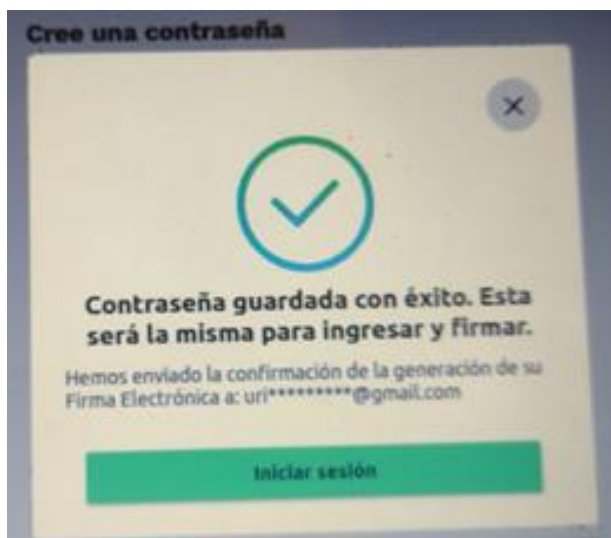 Cree una contraseña
Contraseña guardada con éxito. Esta
será la misma para ingresar y firmar.
Hemos enviado la confirmación de la generación de su
Firma Electrónica a: uri*********@gmail.com
Iniciar sesión